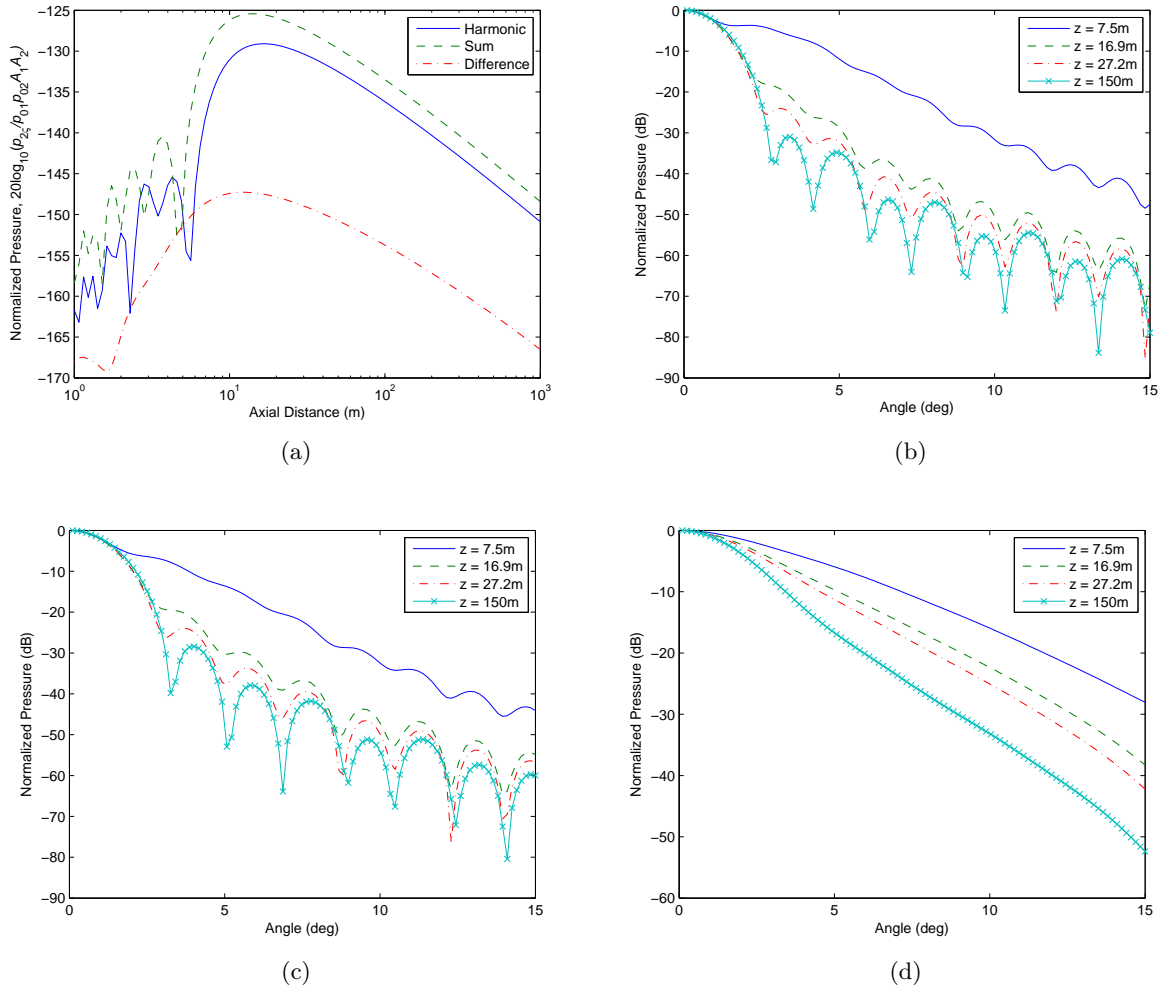 −125
−130
−135
−140
−145
−150
−155
−160
−165
−170
10^0
10^1
10^2
10^3
Axial Distance (m)
Normalized Pressure, 20log_10(p_2ζ/p_01p_02A_1A_2)
Harmonic
Sum
Difference
(a)
0
−10
−20
−30
−40
−50
−60
−70
−80
−90
0
5
10
15
Angle (deg)
Normalized Pressure (dB)
z = 7.5m
z = 16.9m
z = 27.2m
z = 150m
(b)
0
−10
−20
−30
−40
−50
−60
−70
−80
−90
0
5
10
15
Angle (deg)
Normalized Pressure (dB)
z = 7.5m
z = 16.9m
z = 27.2m
z = 150m
(c)
0
−10
−20
−30
−40
−50
−60
0
5
10
15
Angle (deg)
Normalized Pressure (dB)
z = 7.5m
z = 16.9m
z = 27.2m
z = 150m
(d)